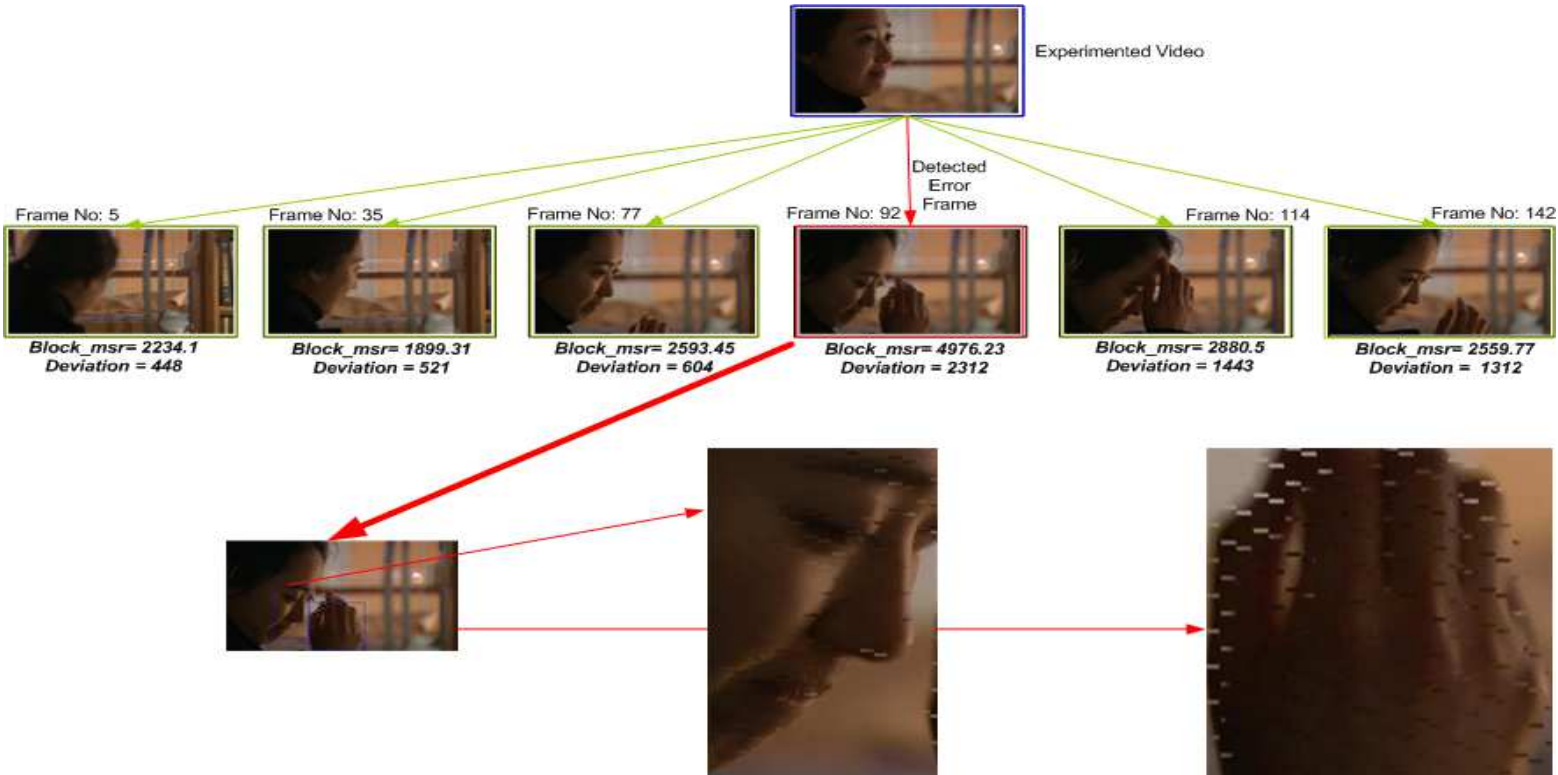 Experimented Video
Detected
Error
Frame
Frame No: 5
Frame No: 35
Frame No: 77
Frame No: 92
Frame No: 114
Frame No: 142
Block_msr= 2234.1
Deviation = 448
Block_msr= 1899.31
Deviation = 521
Block_msr= 2593.45
Deviation = 604
Block_msr= 4976.23
Deviation = 2312
Block_msr= 2880.5
Deviation = 1443
Block_msr= 2559.77
Deviation = 1312